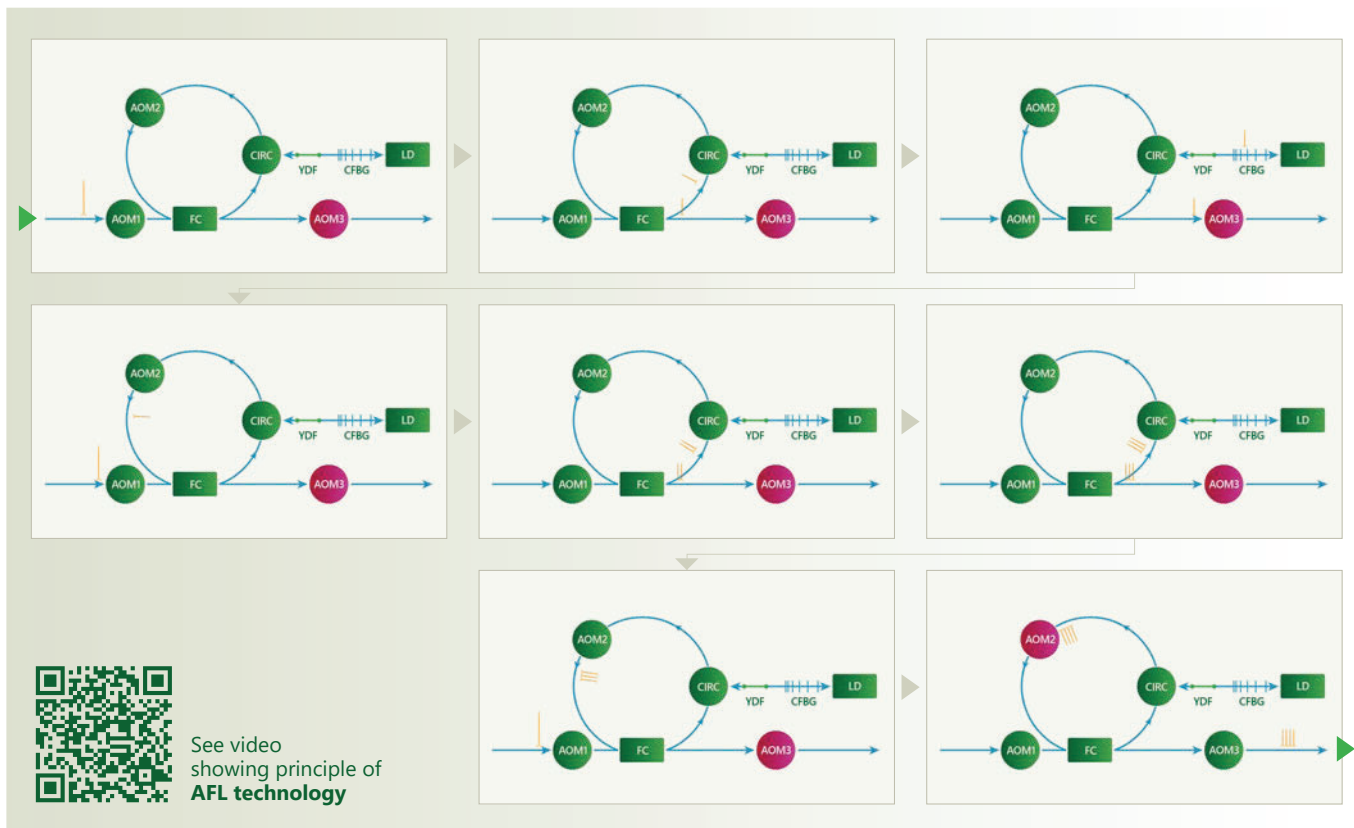 AOM2
CIRC
LD
YDF
CFBG
AOM1
FC
AOM3
AOM2
CIRC
LD
YDF
CFBG
AOM1
FC
AOM3
AOM2
CIRC
LD
YDF
CFBG
AOM1
FC
AOM3
AOM2
CIRC
LD
YDF
CFBG
AOM1
FC
AOM3
AOM2
CIRC
LD
YDF
CFBG
AOM1
FC
AOM3
AOM2
CIRC
LD
YDF
CFBG
AOM1
FC
AOM3
AOM2
CIRC
LD
YDF
CFBG
AOM1
FC
AOM3
AOM2
CIRC
LD
YDF
CFBG
AOM1
FC
AOM3
See video
showing principle of
AFL technology